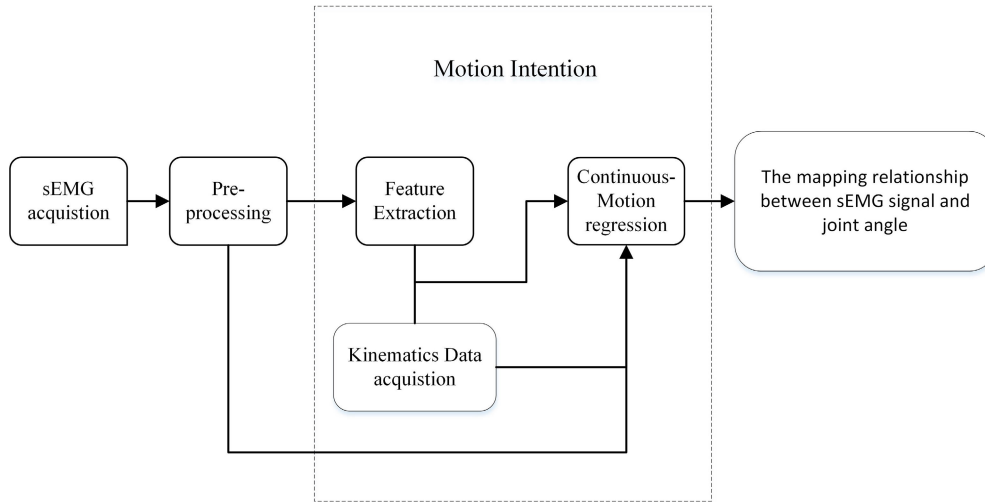 Motion Intention
sEMG
acquistion
Pre-
processing
Feature
Extraction
Continuous-
Motion
regression
The mapping relationship
between sEMG signal and
joint angle
Kinematics Data
acquistion